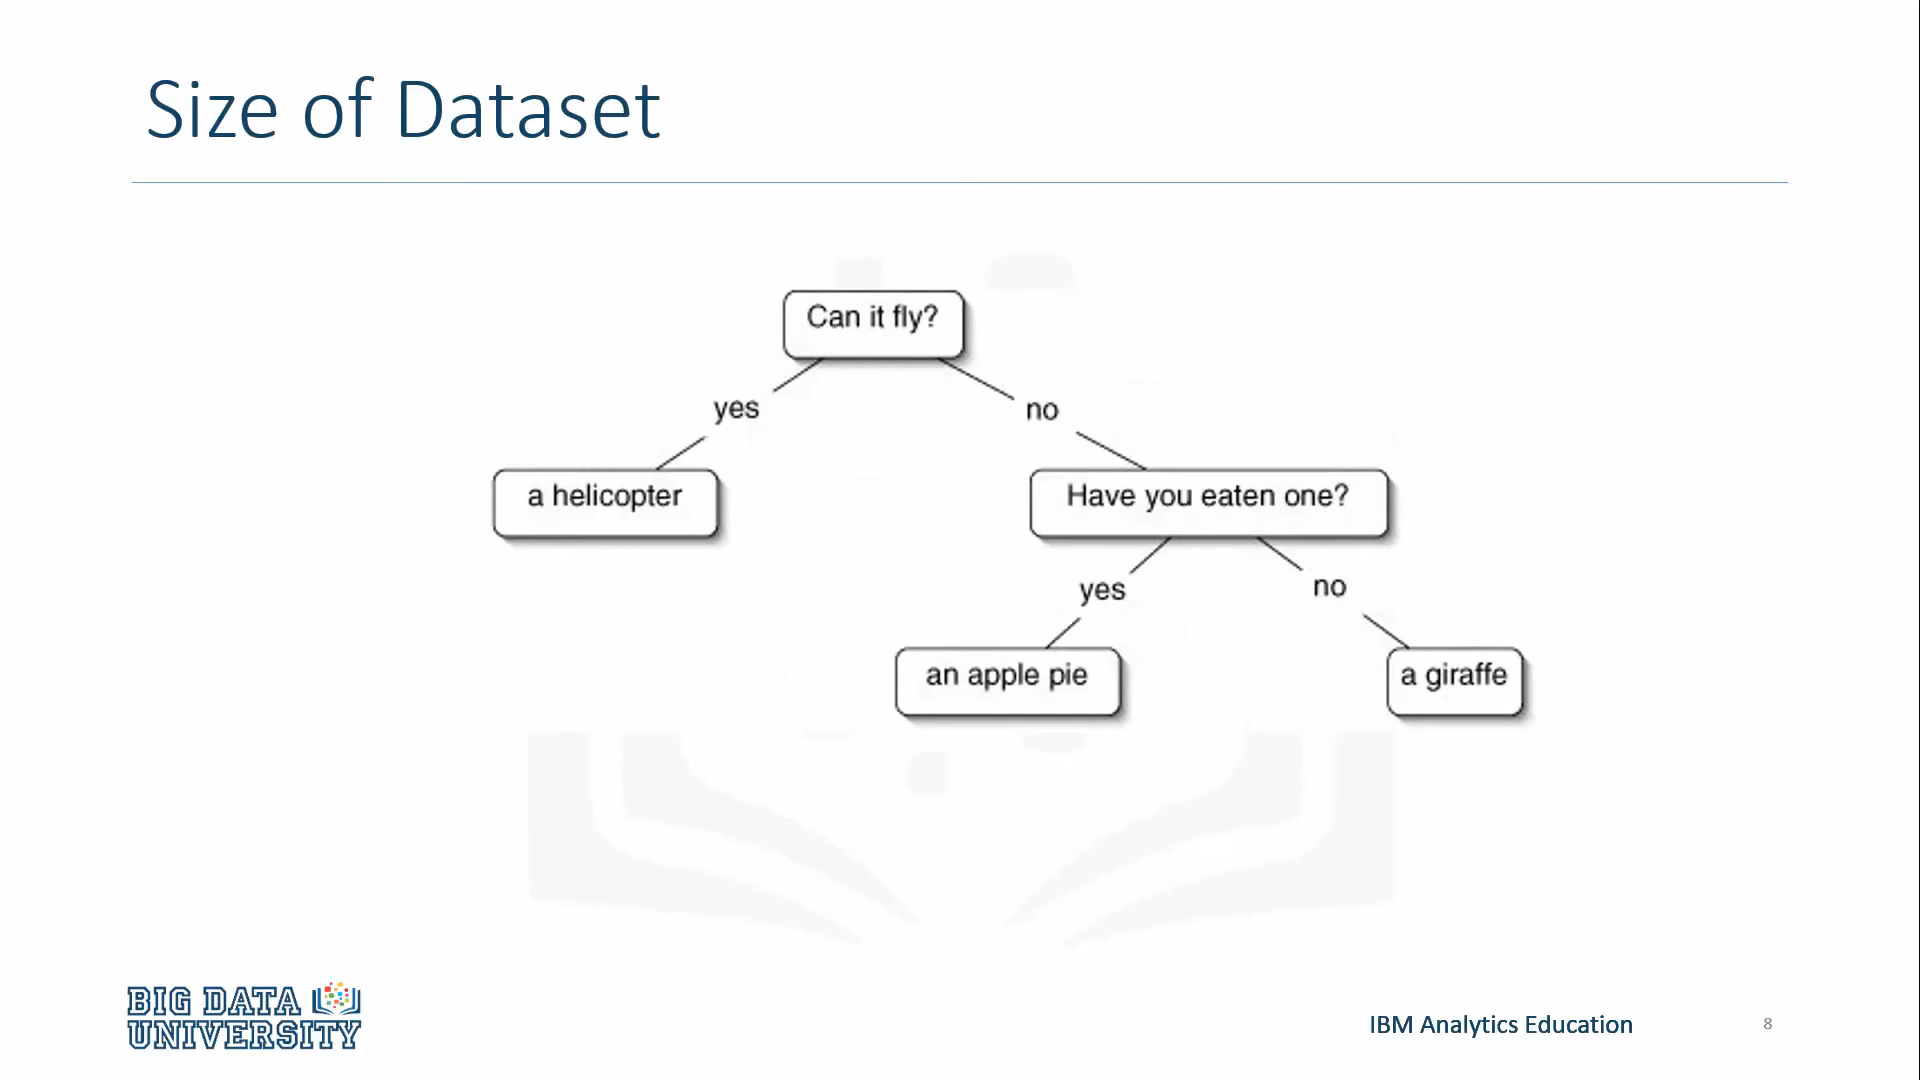 Size of Dataset
Can it fly?
yes
no
a helicopter
Have you eaten one?
yes
no
an apple pie
a giraffe
BIG DATA
UNIVERSITY
IBM Analytics Education
8